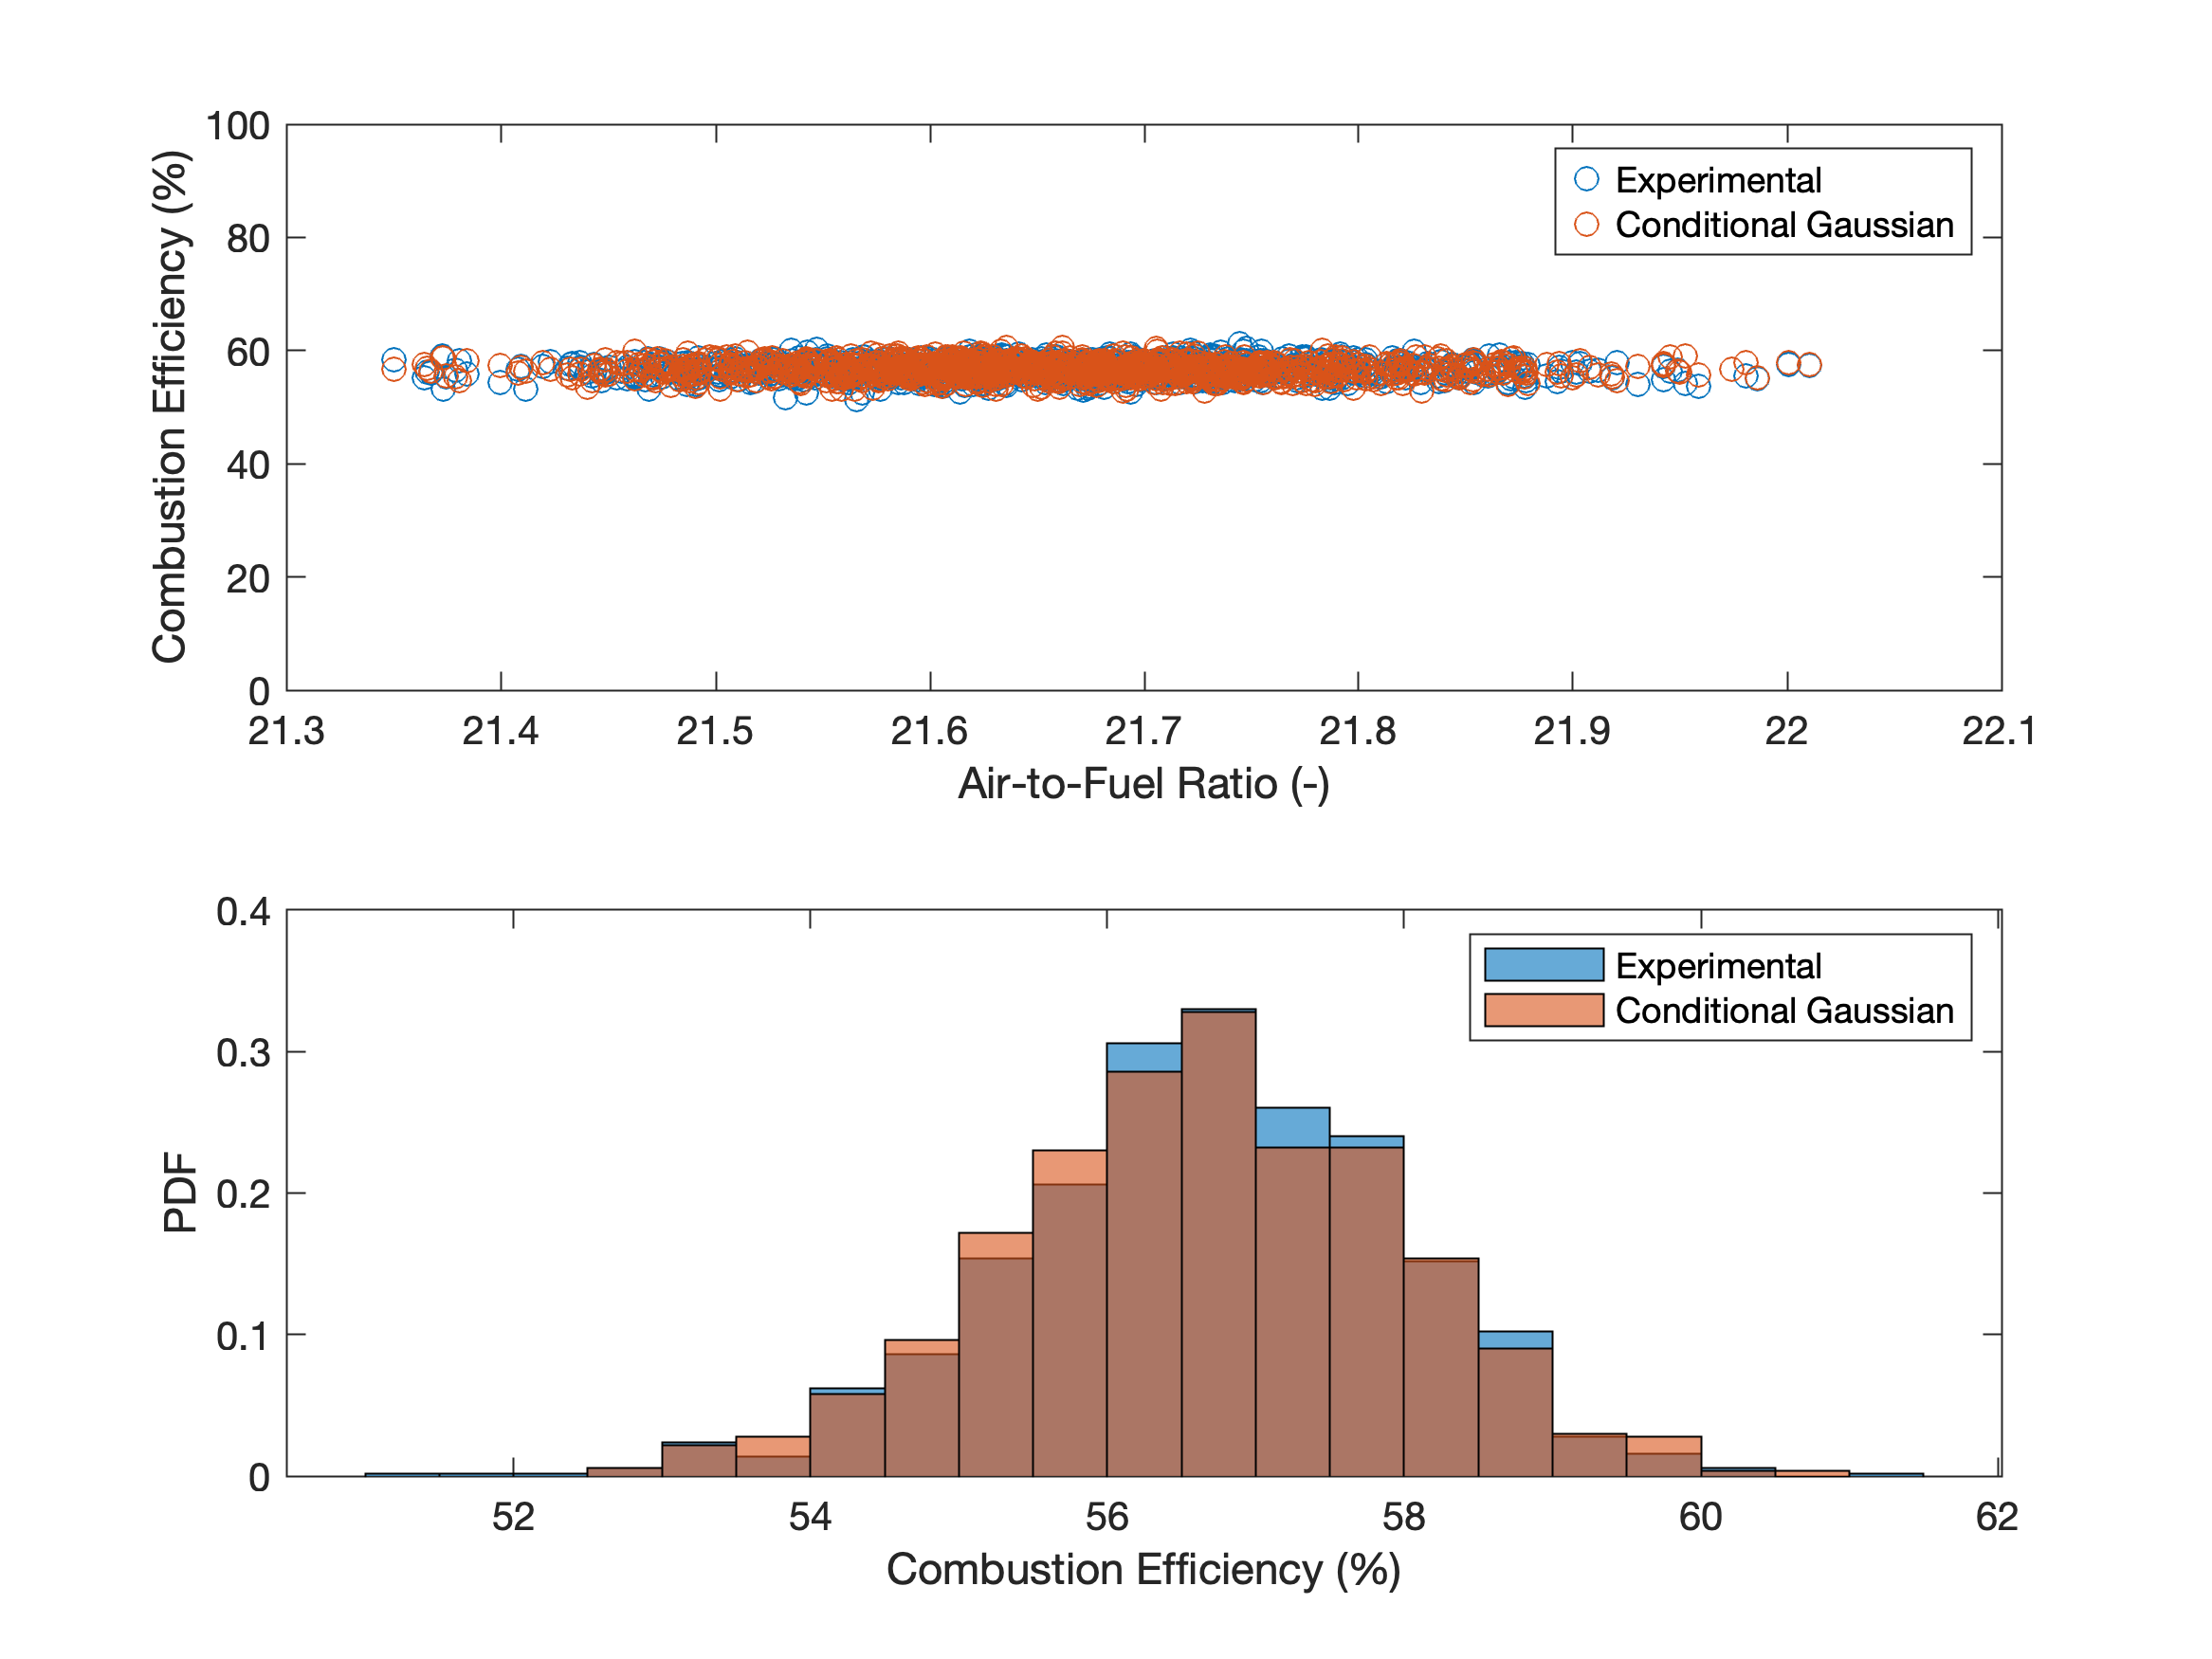 100
80
60
40
20
0
Combustion Efficiency (%)
Experimental
Conditional Gaussian
21.3 21.4 21.5 21.6 21.7 21.8 21.9 22 22.1
Air-to-Fuel Ratio (-)
0.4
0.3
0.2
0.1
0
PDF
Experimental
Conditional Gaussian
52 54 56 58 60 62
Combustion Efficiency (%)